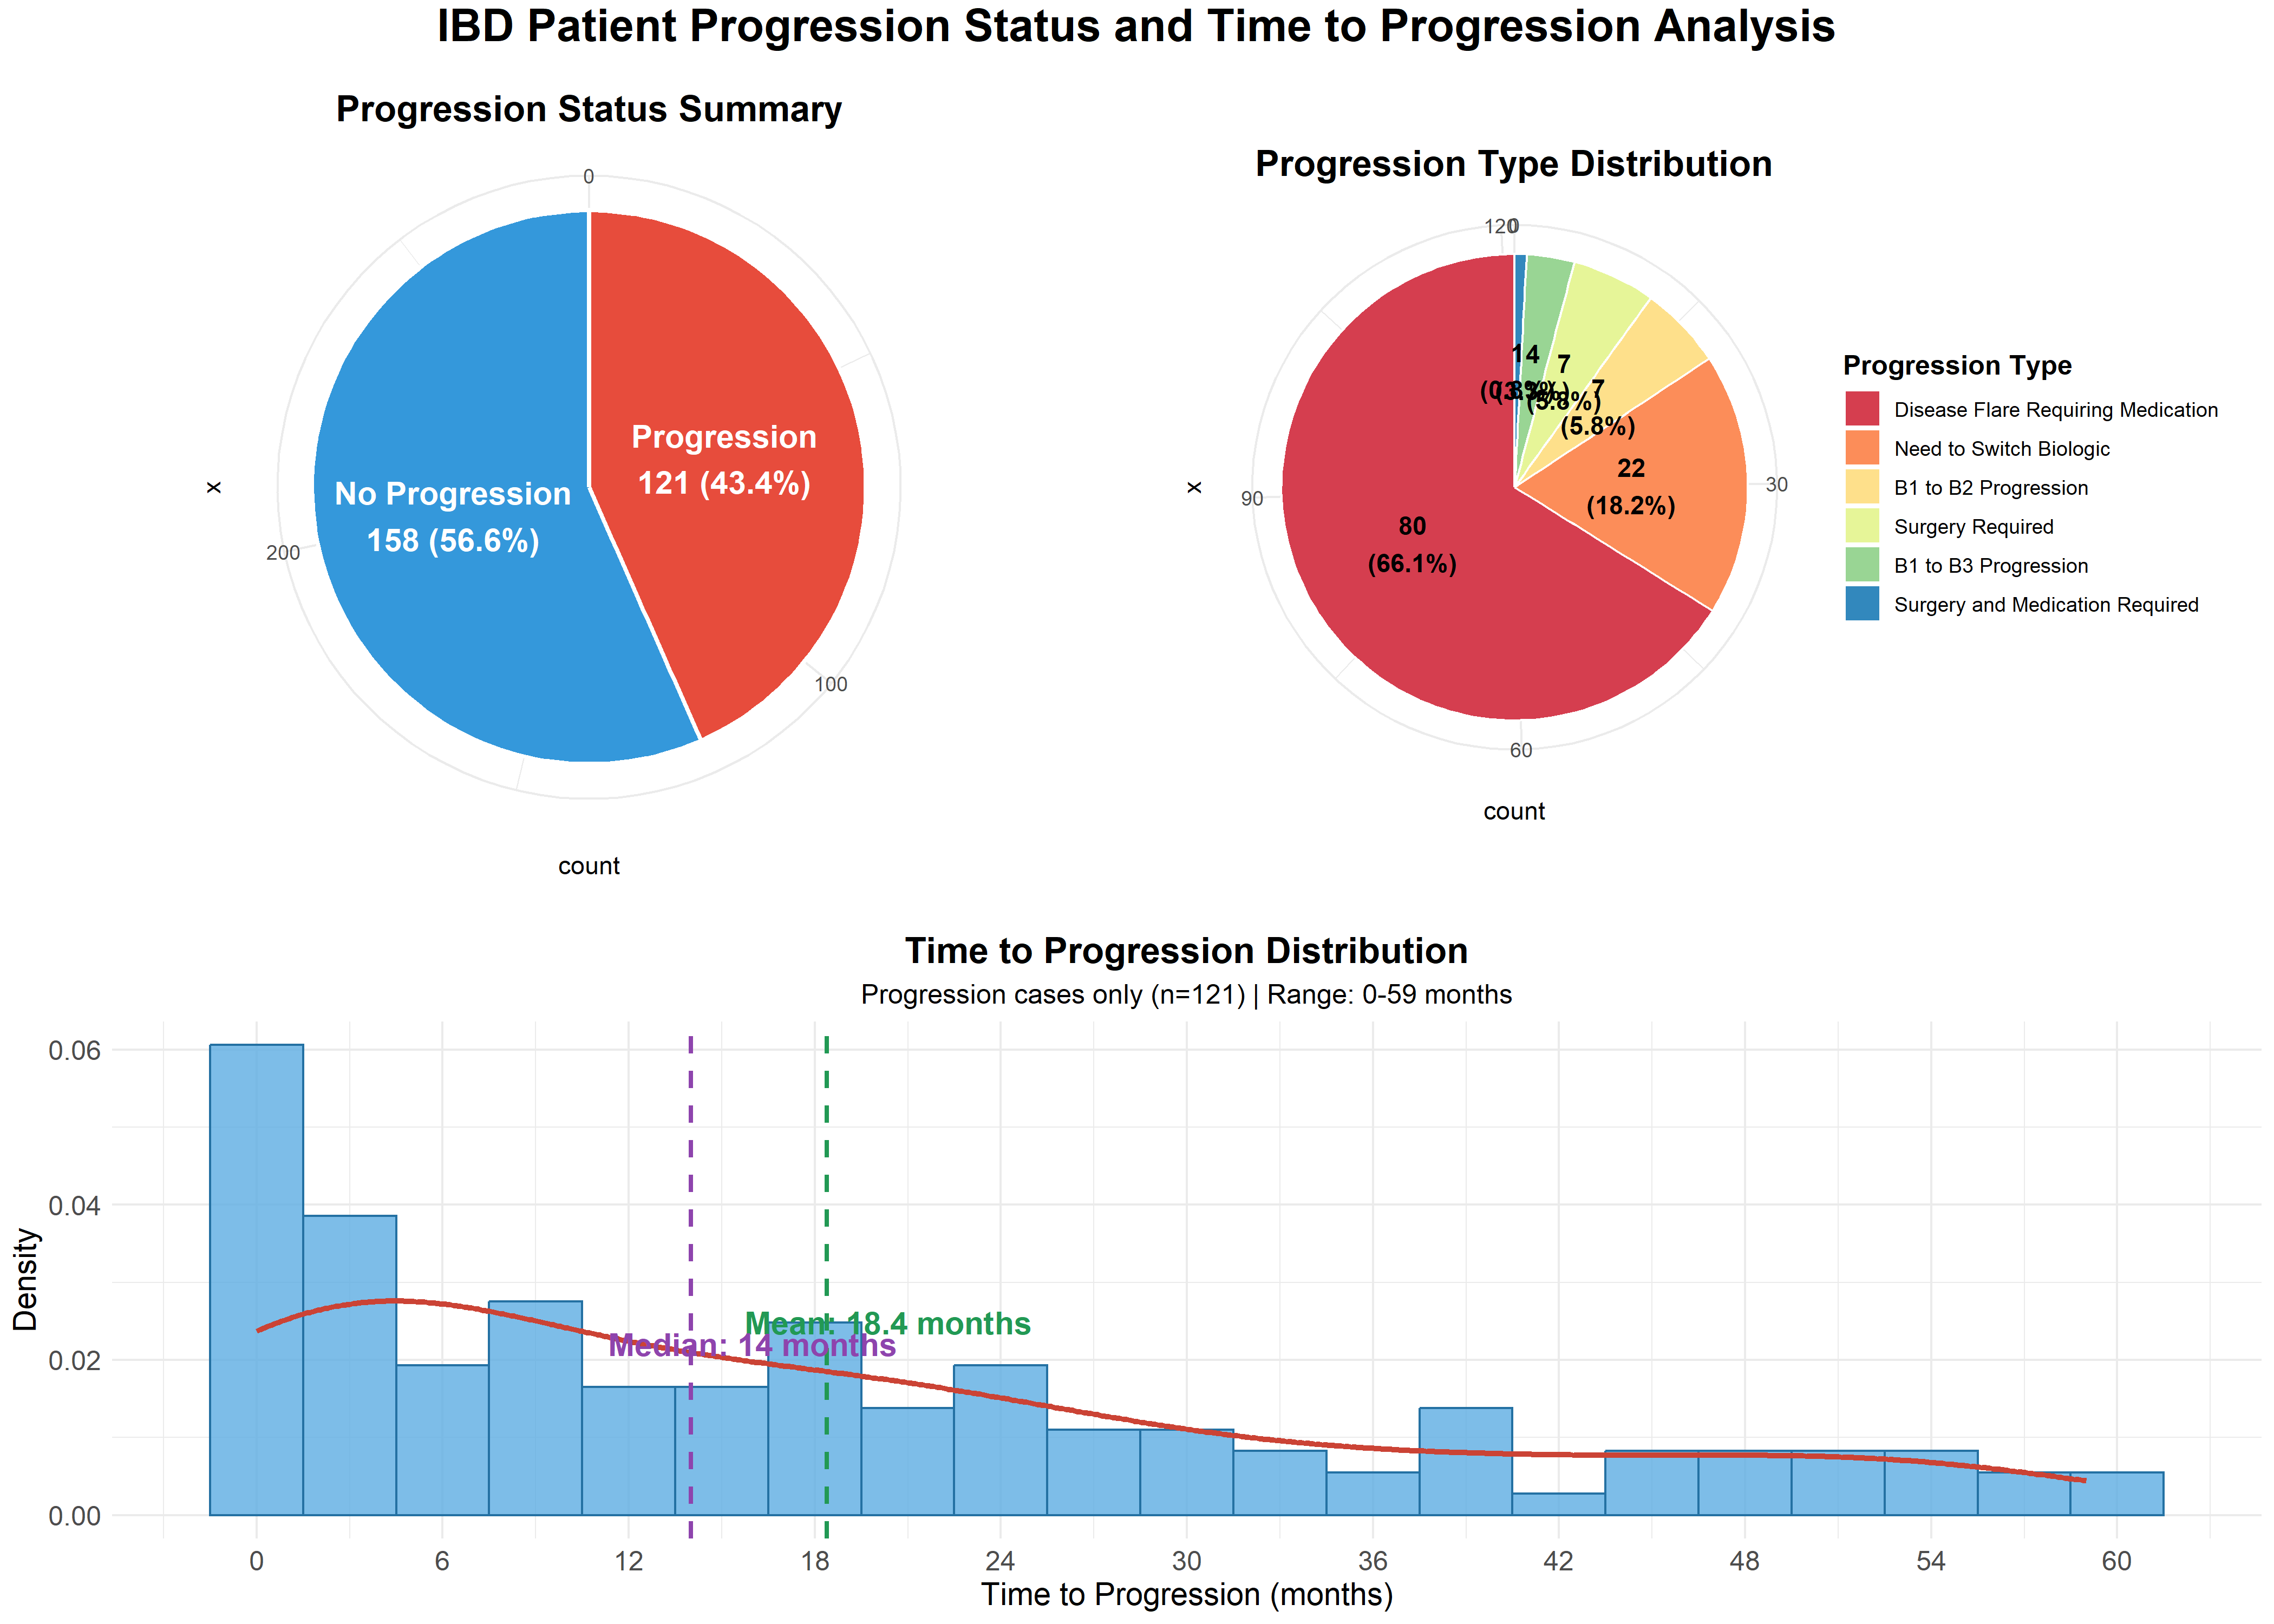 IBD Patient Progression Status and Time to Progression Analysis
Progression Status Summary
0
Progression
121 (43.4%)
No Progression
158 (56.6%)
200
100
x
count
Progression Type Distribution
120
0
1
4
7
(5.8%)
7
(5.8%)
22
(18.2%)
80
(66.1%)
90
30
60
x
count
Progression Type
Disease Flare Requiring Medication
Need to Switch Biologic
B1 to B2 Progression
Surgery Required
B1 to B3 Progression
Surgery and Medication Required
Time to Progression Distribution
Progression cases only (n=121) | Range: 0-59 months
0.06
0.04
0.02
0.00
Density
Mean: 18.4 months
Median: 14 months
0 6 12 18 24 30 36 42 48 54 60
Time to Progression (months)